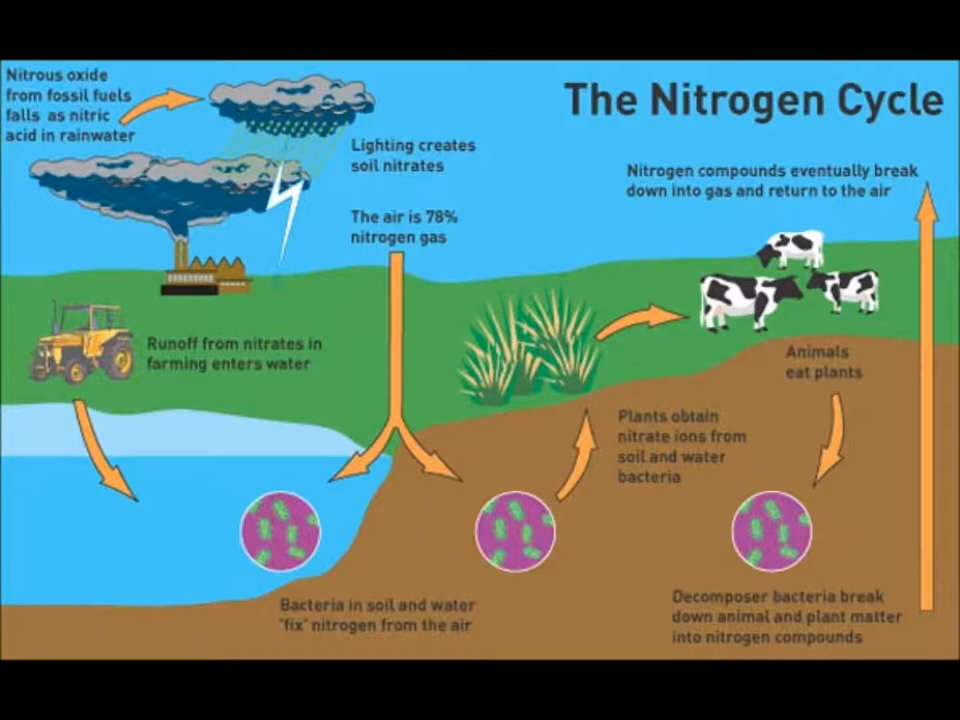 The Nitrogen Cycle
Nitrous oxide
from fossil fuels
falls as nitric
acid in rainwater
Lighting creates
soil nitrates
The air is 78%
nitrogen gas
Nitrogen compounds eventually break
down into gas and return to the air
Runoff from nitrates in
farming enters water
Animals
eat plants
Plants obtain
nitrate ions from
soil and water
bacteria
Bacteria in soil and water
'fix' nitrogen from the air
Decomposer bacteria break
down animal and plant matter
into nitrogen compounds